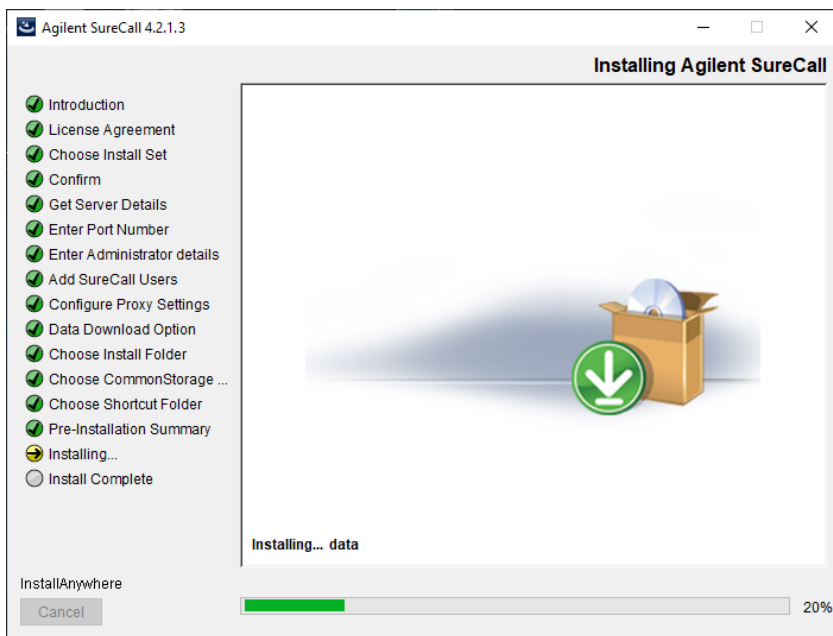 Agilent SureCall 4.2.1.3
Installing Agilent SureCall
Introduction
License Agreement
Choose Install Set
Confirm
Get Server Details
Enter Port Number
Enter Administrator details
Add SureCall Users
Configure Proxy Settings
Data Download Option
Choose Install Folder
Choose CommonStorage ...
Choose Shortcut Folder
Pre-Installation Summary
Installing...
Install Complete
Installing... data
InstallAnywhere
Cancel
20%